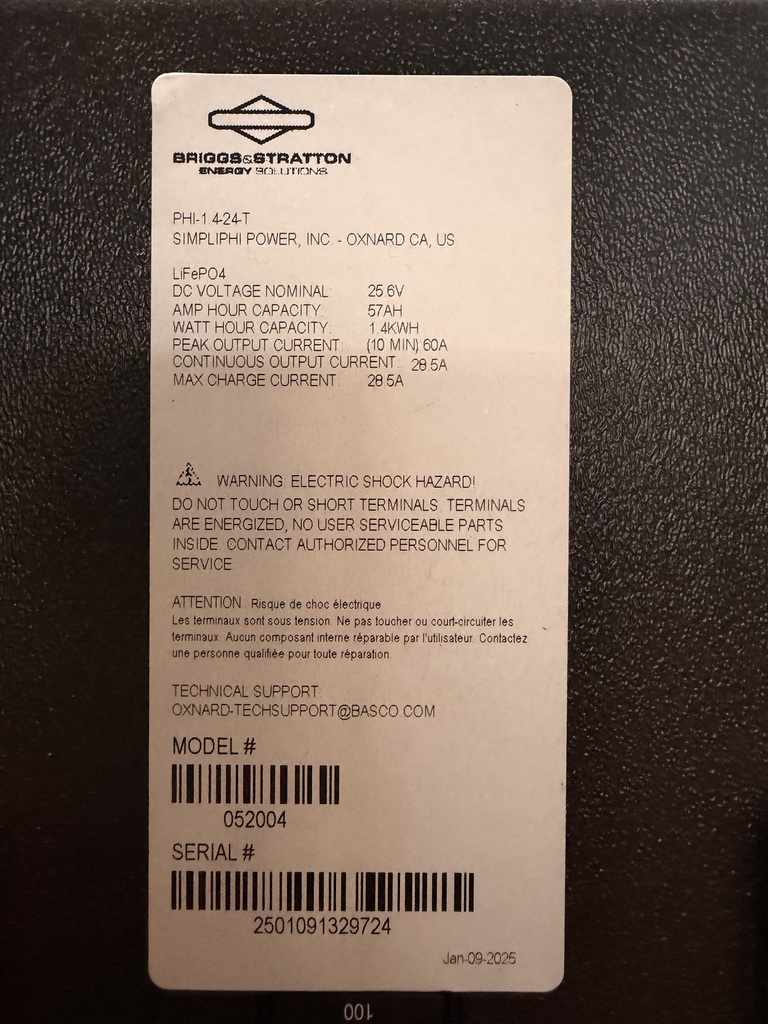 BRIGGS&STRATTON
ENERGY SOLUTIONS
PHI-1.4-24-T
SIMPLIPHI POWER, INC. - OXNARD CA, US
LiFePO4
DC VOLTAGE NOMINAL: 25.6V
AMP HOUR CAPACITY: 57AH
WATT HOUR CAPACITY: 1.4KWH
PEAK OUTPUT CURRENT: (10 MIN) 60A
CONTINUOUS OUTPUT CURRENT: 28.5A
MAX CHARGE CURRENT: 28.5A
WARNING: ELECTRIC SHOCK HAZARD!
DO NOT TOUCH OR SHORT TERMINALS. TERMINALS
ARE ENERGIZED, NO USER SERVICEABLE PARTS
INSIDE. CONTACT AUTHORIZED PERSONNEL FOR
SERVICE
ATTENTION : Risque de choc électrique
Les terminaux sont sous tension. Ne pas toucher ou court-circuiter les
terminaux. Aucun composant interne réparable par l'utilisateur. Contactez
une personne qualifiée pour toute réparation.
TECHNICAL SUPPORT:
OXNARD-TECHSUPPORT@BASCO.COM
MODEL #
052004
SERIAL #
2501091329724
Jan-09-2025
100